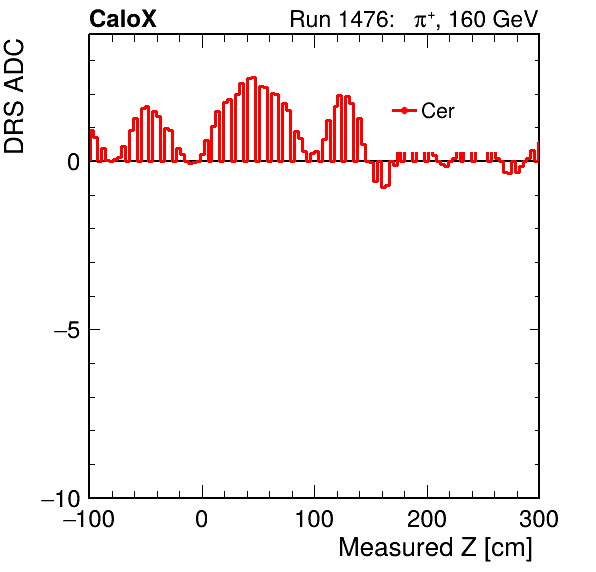 CaloX Run 1476: π⁺, 160 GeV
DRS ADC
Cer
0
−5
−10
−100 0 100 200 300
Measured Z [cm]